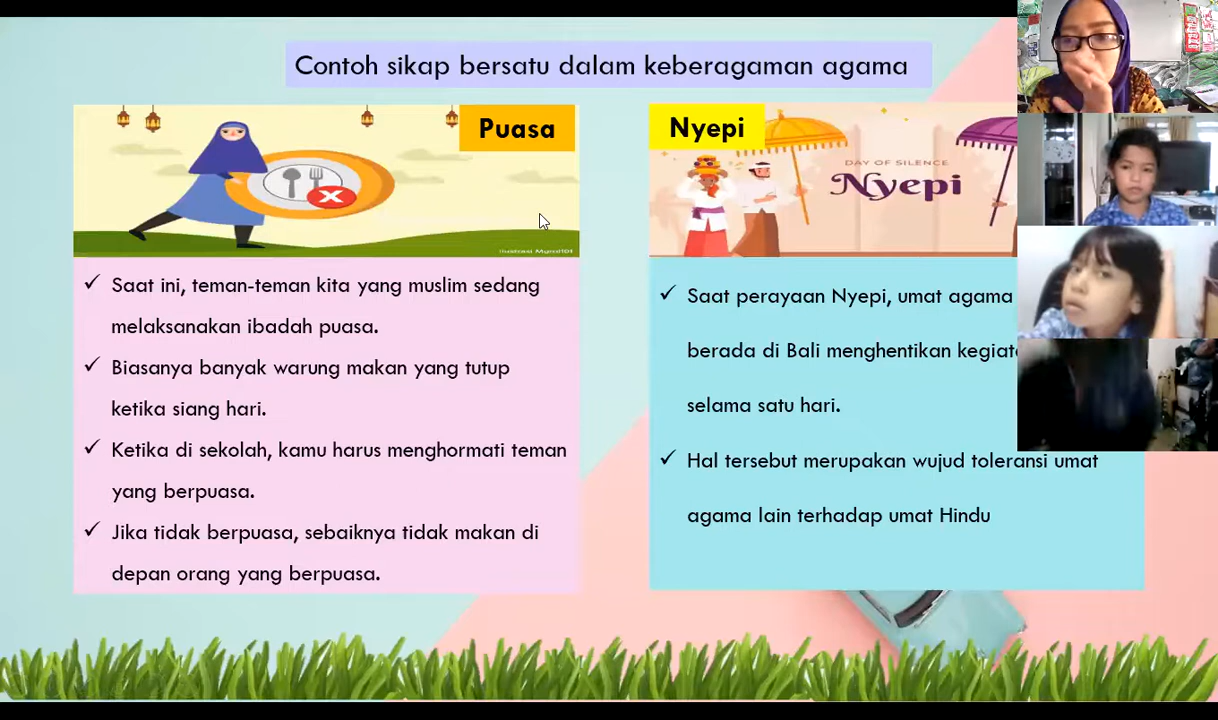 Contoh sikap bersatu dalam keberagaman agama
Puasa
Saat ini, teman-teman kita yang muslim sedang
melaksanakan ibadah puasa.
Biasanya banyak warung makan yang tutup
ketika siang hari.
Ketika di sekolah, kamu harus menghormati teman
yang berpuasa.
Jika tidak berpuasa, sebaiknya tidak makan di
depan orang yang berpuasa.
Nyepi
DAY OF SILENCE
Nyepi
Saat perayaan Nyepi, umat agama
berada di Bali menghentikan
selama satu hari.
Hal tersebut merupakan wujud toleransi umat
agama lain terhadap umat Hindu